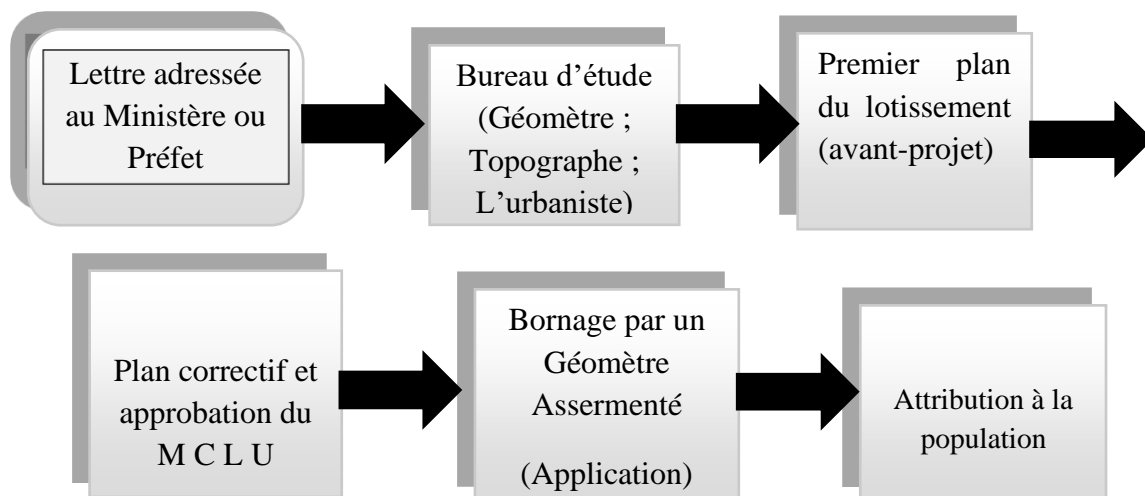 Lettre adressée
au Ministère ou
Préfet
Bureau d’étude
(Géomètre ;
Topographe ;
L’urbaniste)
Premier plan
du lotissement
(avant-projet)
Plan correctif et
approbation du
M C L U
Bornage par un
Géomètre
Assermenté
(Application)
Attribution à la
population